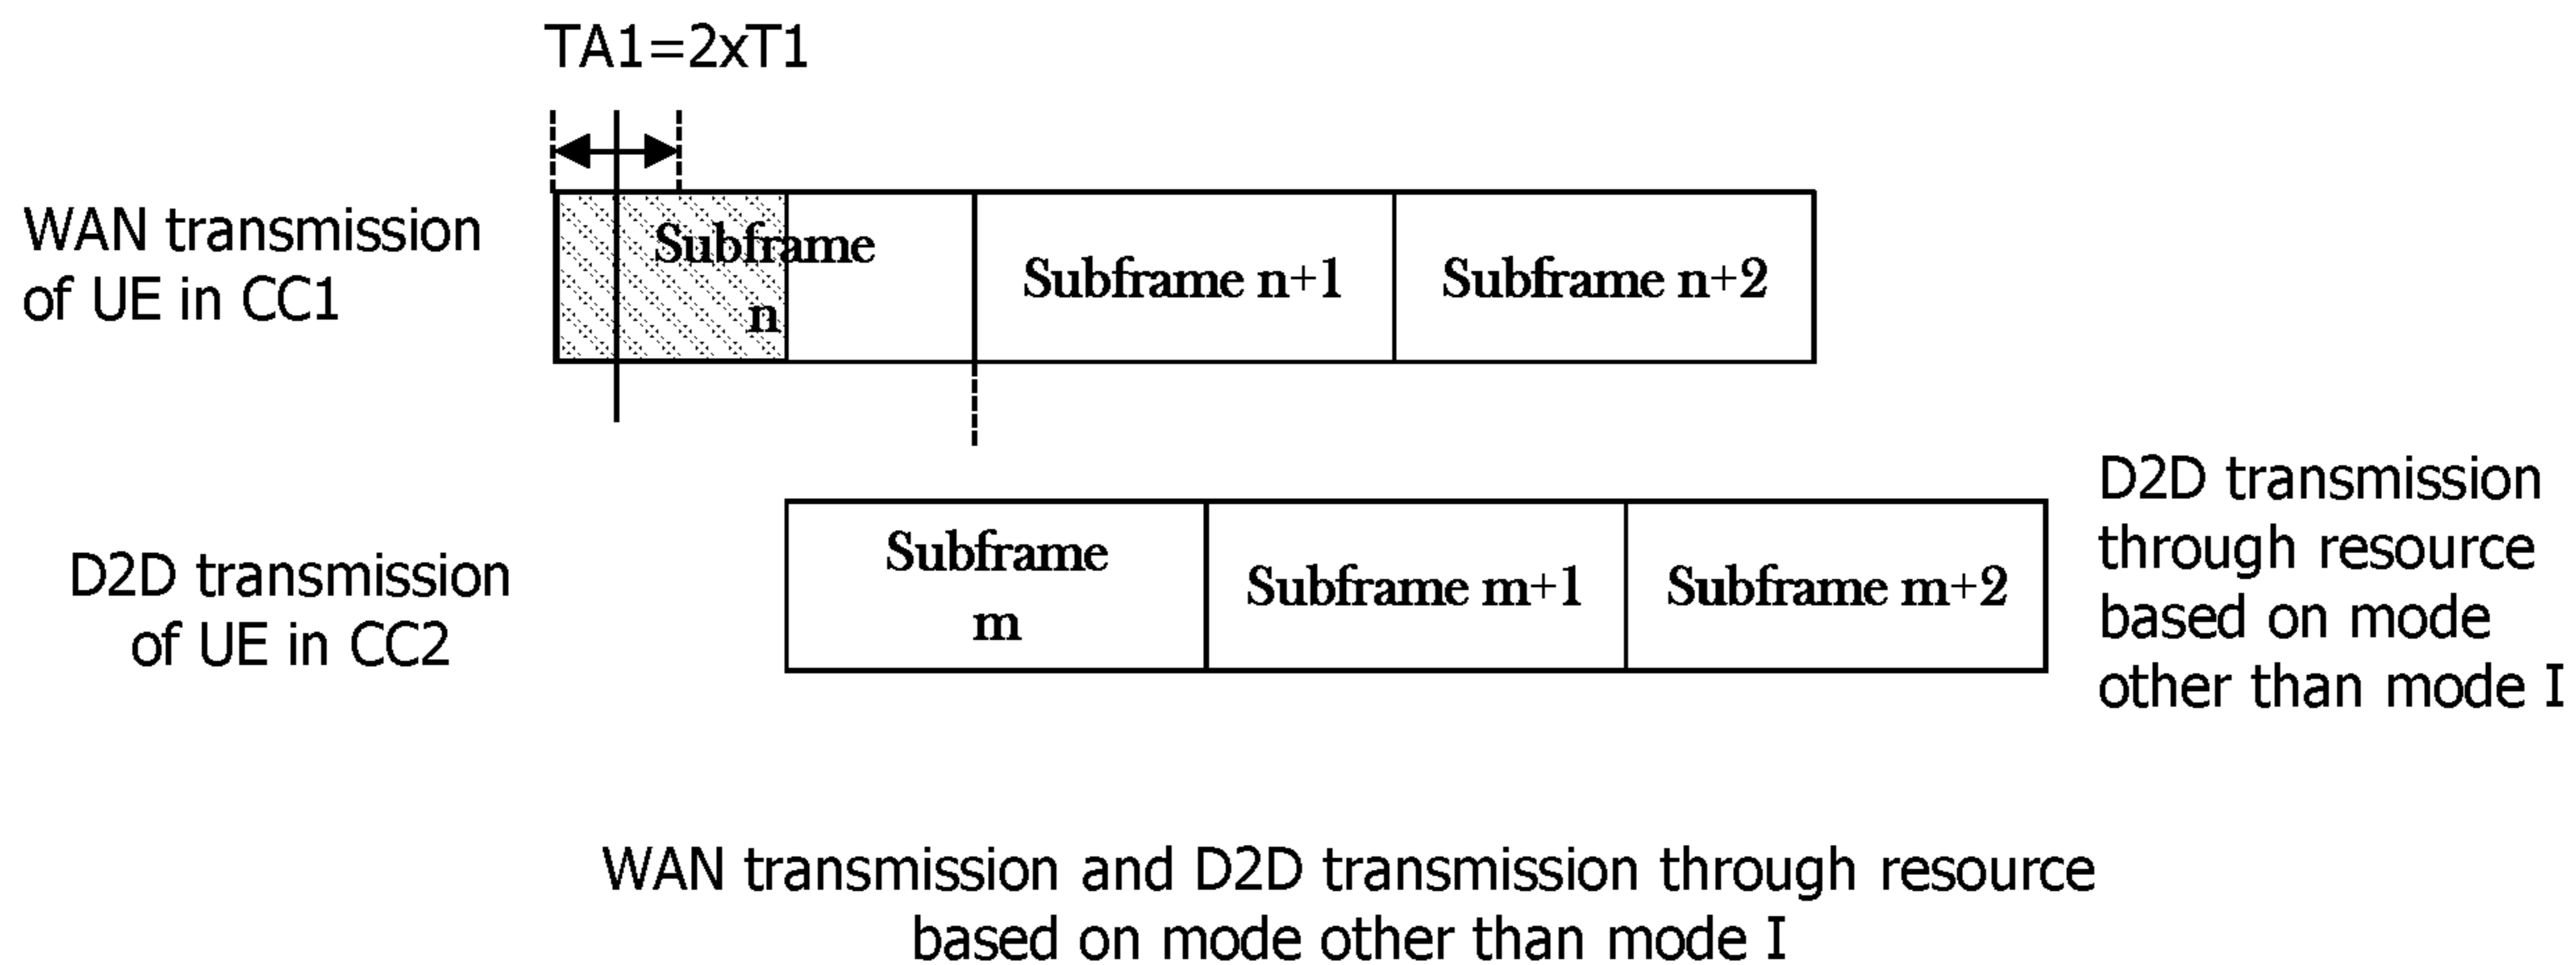 TA1=2xT1
WAN transmission
of UE in CC1
Subframe
n
Subframe n+1
Subframe n+2
D2D transmission
of UE in CC2
Subframe
m
Subframe m+1
Subframe m+2
D2D transmission
through resource
based on mode
other than mode I
WAN transmission and D2D transmission through resource
based on mode other than mode I